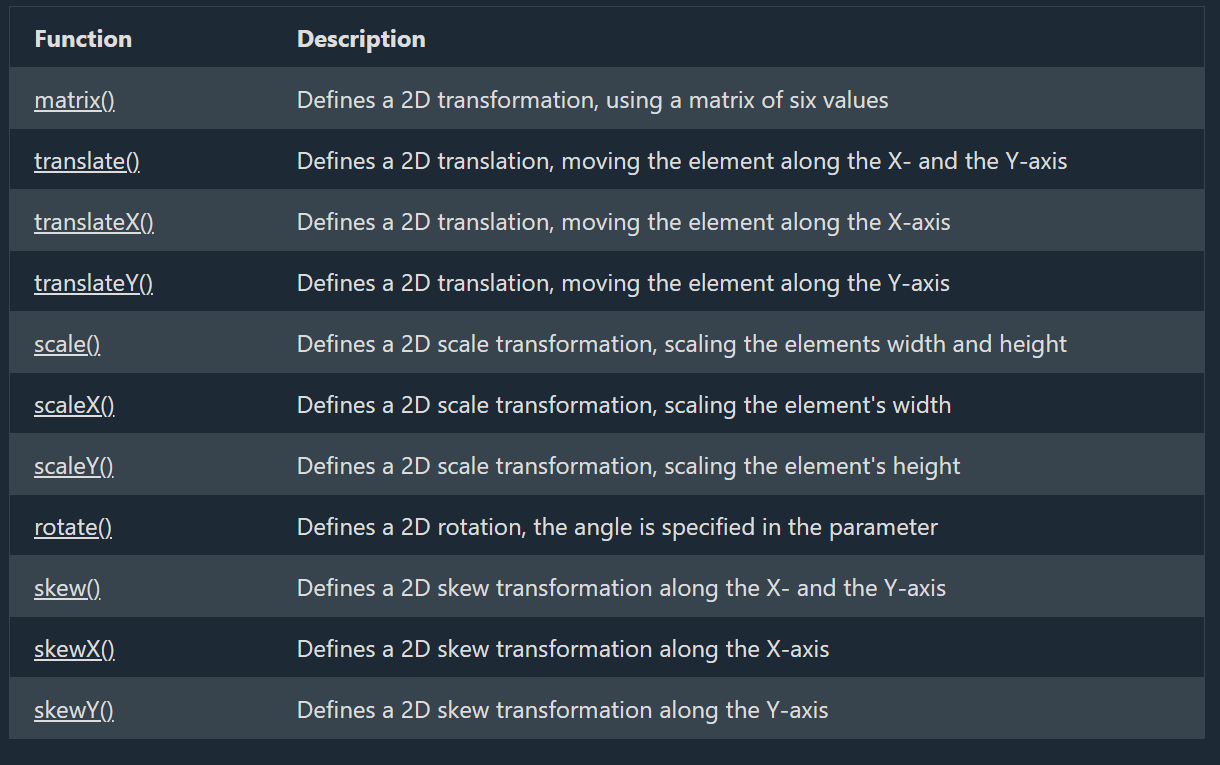 Function Description
matrix() Defines a 2D transformation, using a matrix of six values
translate() Defines a 2D translation, moving the element along the X- and the Y-axis
translateX() Defines a 2D translation, moving the element along the X-axis
translateY() Defines a 2D translation, moving the element along the Y-axis
scale() Defines a 2D scale transformation, scaling the elements width and height
scaleX() Defines a 2D scale transformation, scaling the element's width
scaleY() Defines a 2D scale transformation, scaling the element's height
rotate() Defines a 2D rotation, the angle is specified in the parameter
skew() Defines a 2D skew transformation along the X- and the Y-axis
skewX() Defines a 2D skew transformation along the X-axis
skewY() Defines a 2D skew transformation along the Y-axis